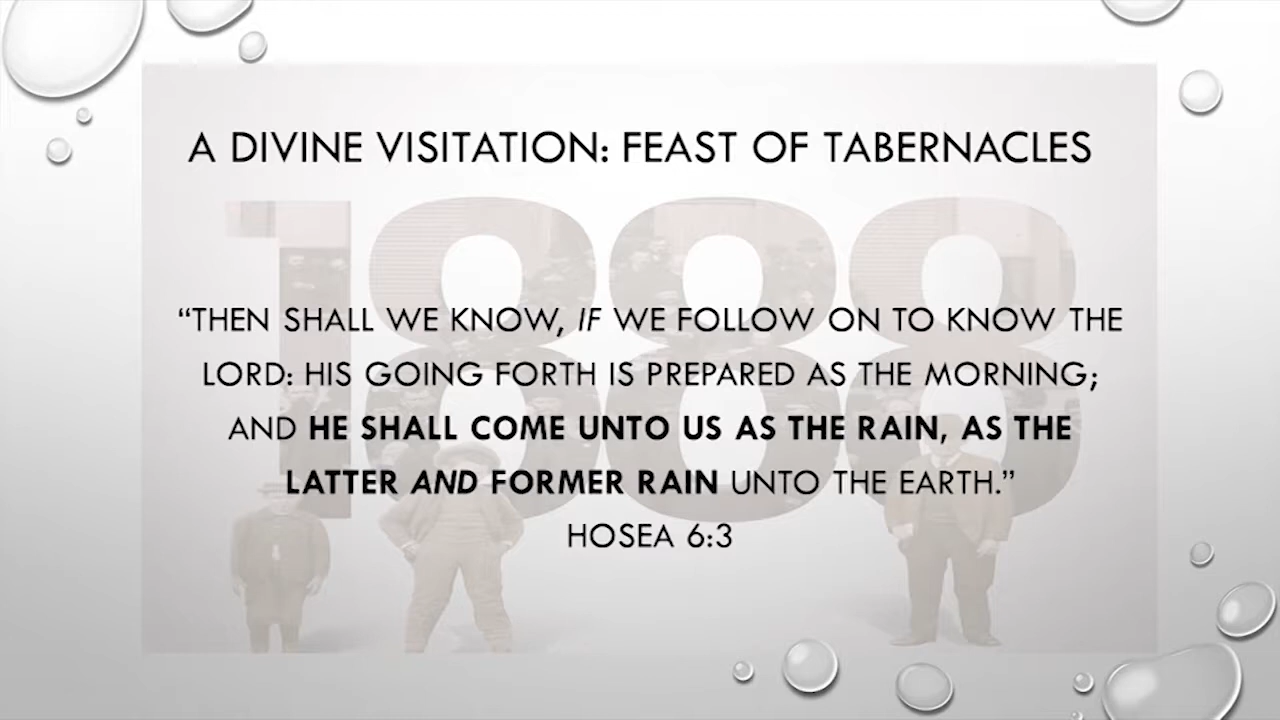 A DIVINE VISITATION: FEAST OF TABERNACLES
1888
“THEN SHALL WE KNOW, IF WE FOLLOW ON TO KNOW THE
LORD: HIS GOING FORTH IS PREPARED AS THE MORNING;
AND HE SHALL COME UNTO US AS THE RAIN, AS THE
LATTER AND FORMER RAIN UNTO THE EARTH.”
HOSEA 6:3